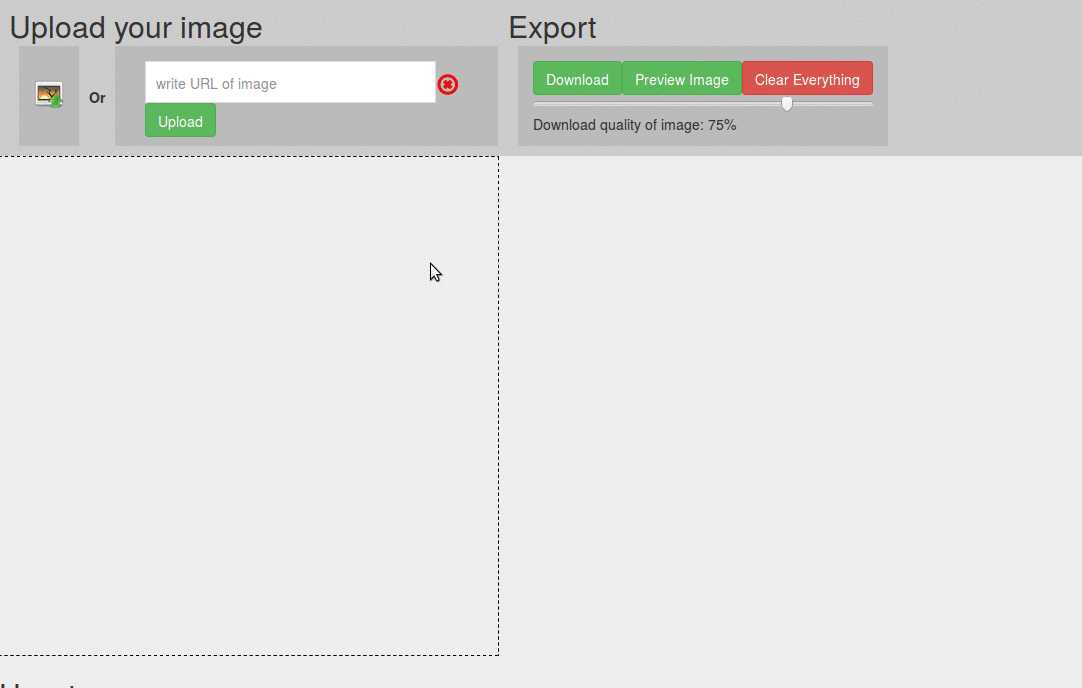 Upload your image
Or
write URL of image
Upload
Export
Download
Preview Image
Clear Everything
Download quality of image: 75%